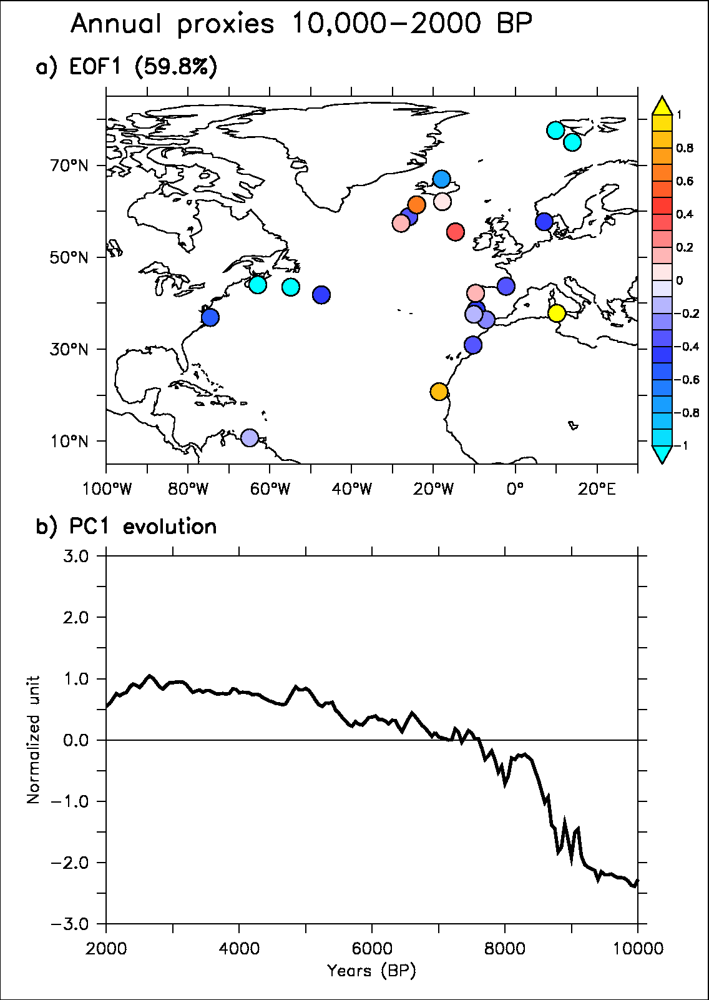 Annual proxies 10,000−2000 BP
a) EOF1 (59.8%)
70°N
50°N
30°N
10°N
100°W 80°W 60°W 40°W 20°W 0° 20°E
1
0.8
0.6
0.4
0.2
0
−0.2
−0.4
−0.6
−0.8
−1
b) PC1 evolution
3.0
2.0
1.0
0.0
−1.0
−2.0
−3.0
Normalized unit
2000 4000 6000 8000 10000
Years (BP)